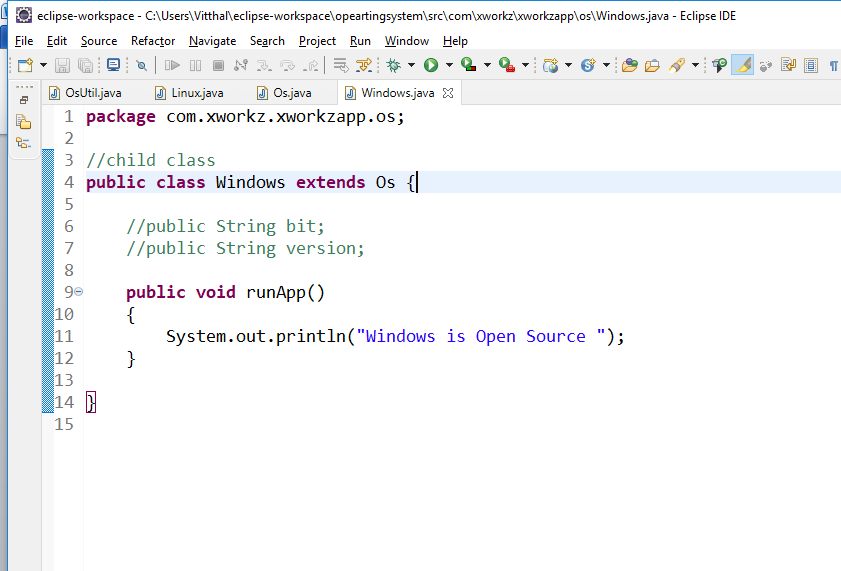 eclipse-workspace - C:\Users\Vitthal\eclipse-workspace\opeartingsystem\src\com\xworkz\xworkzapp\os\Windows.java - Eclipse IDE
File Edit Source Refactor Navigate Search Project Run Window Help
OsUtil.java Linux.java Os.java Windows.java
1 package com.xworkz.xworkzapp.os;
2
3 //child class
4 public class Windows extends Os {
5
6 //public String bit;
7 //public String version;
8
9 public void runApp()
10 {
11 System.out.println("Windows is Open Source ");
12 }
13
14 }
15